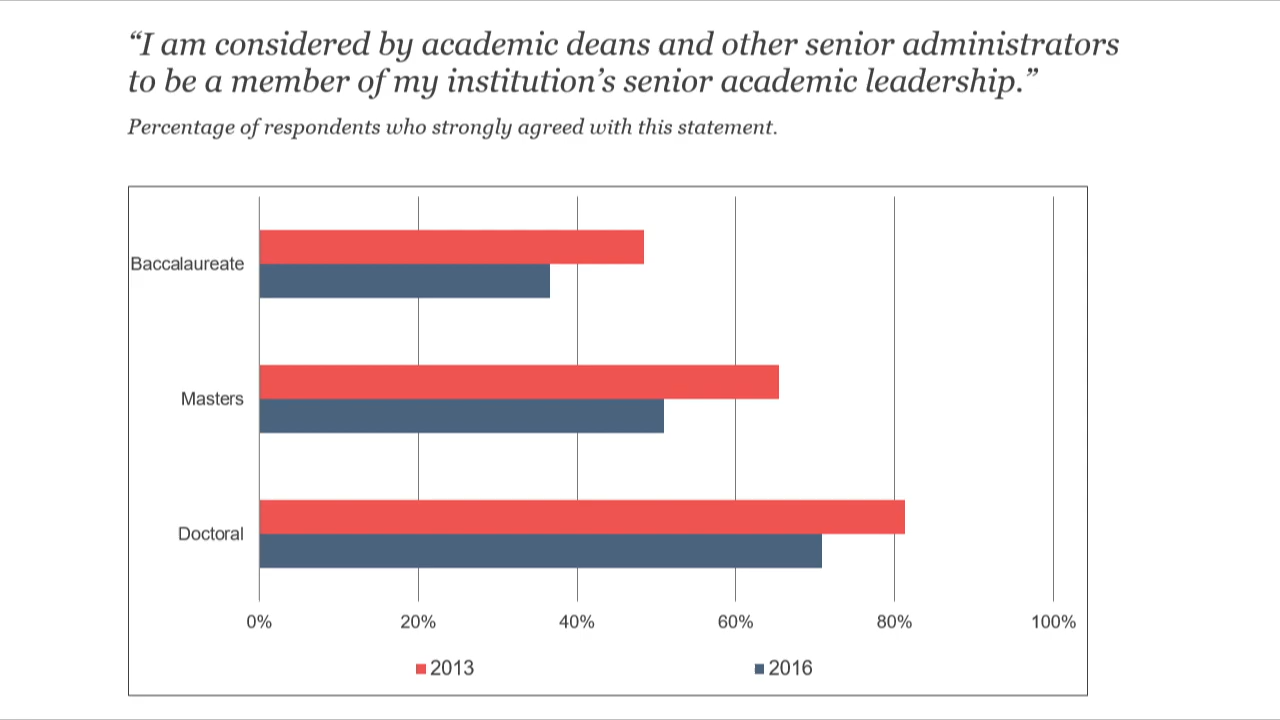 “I am considered by academic deans and other senior administrators
to be a member of my institution’s senior academic leadership.”
Percentage of respondents who strongly agreed with this statement.
Baccalaureate
Masters
Doctoral
0% 20% 40% 60% 80% 100%
2013 2016